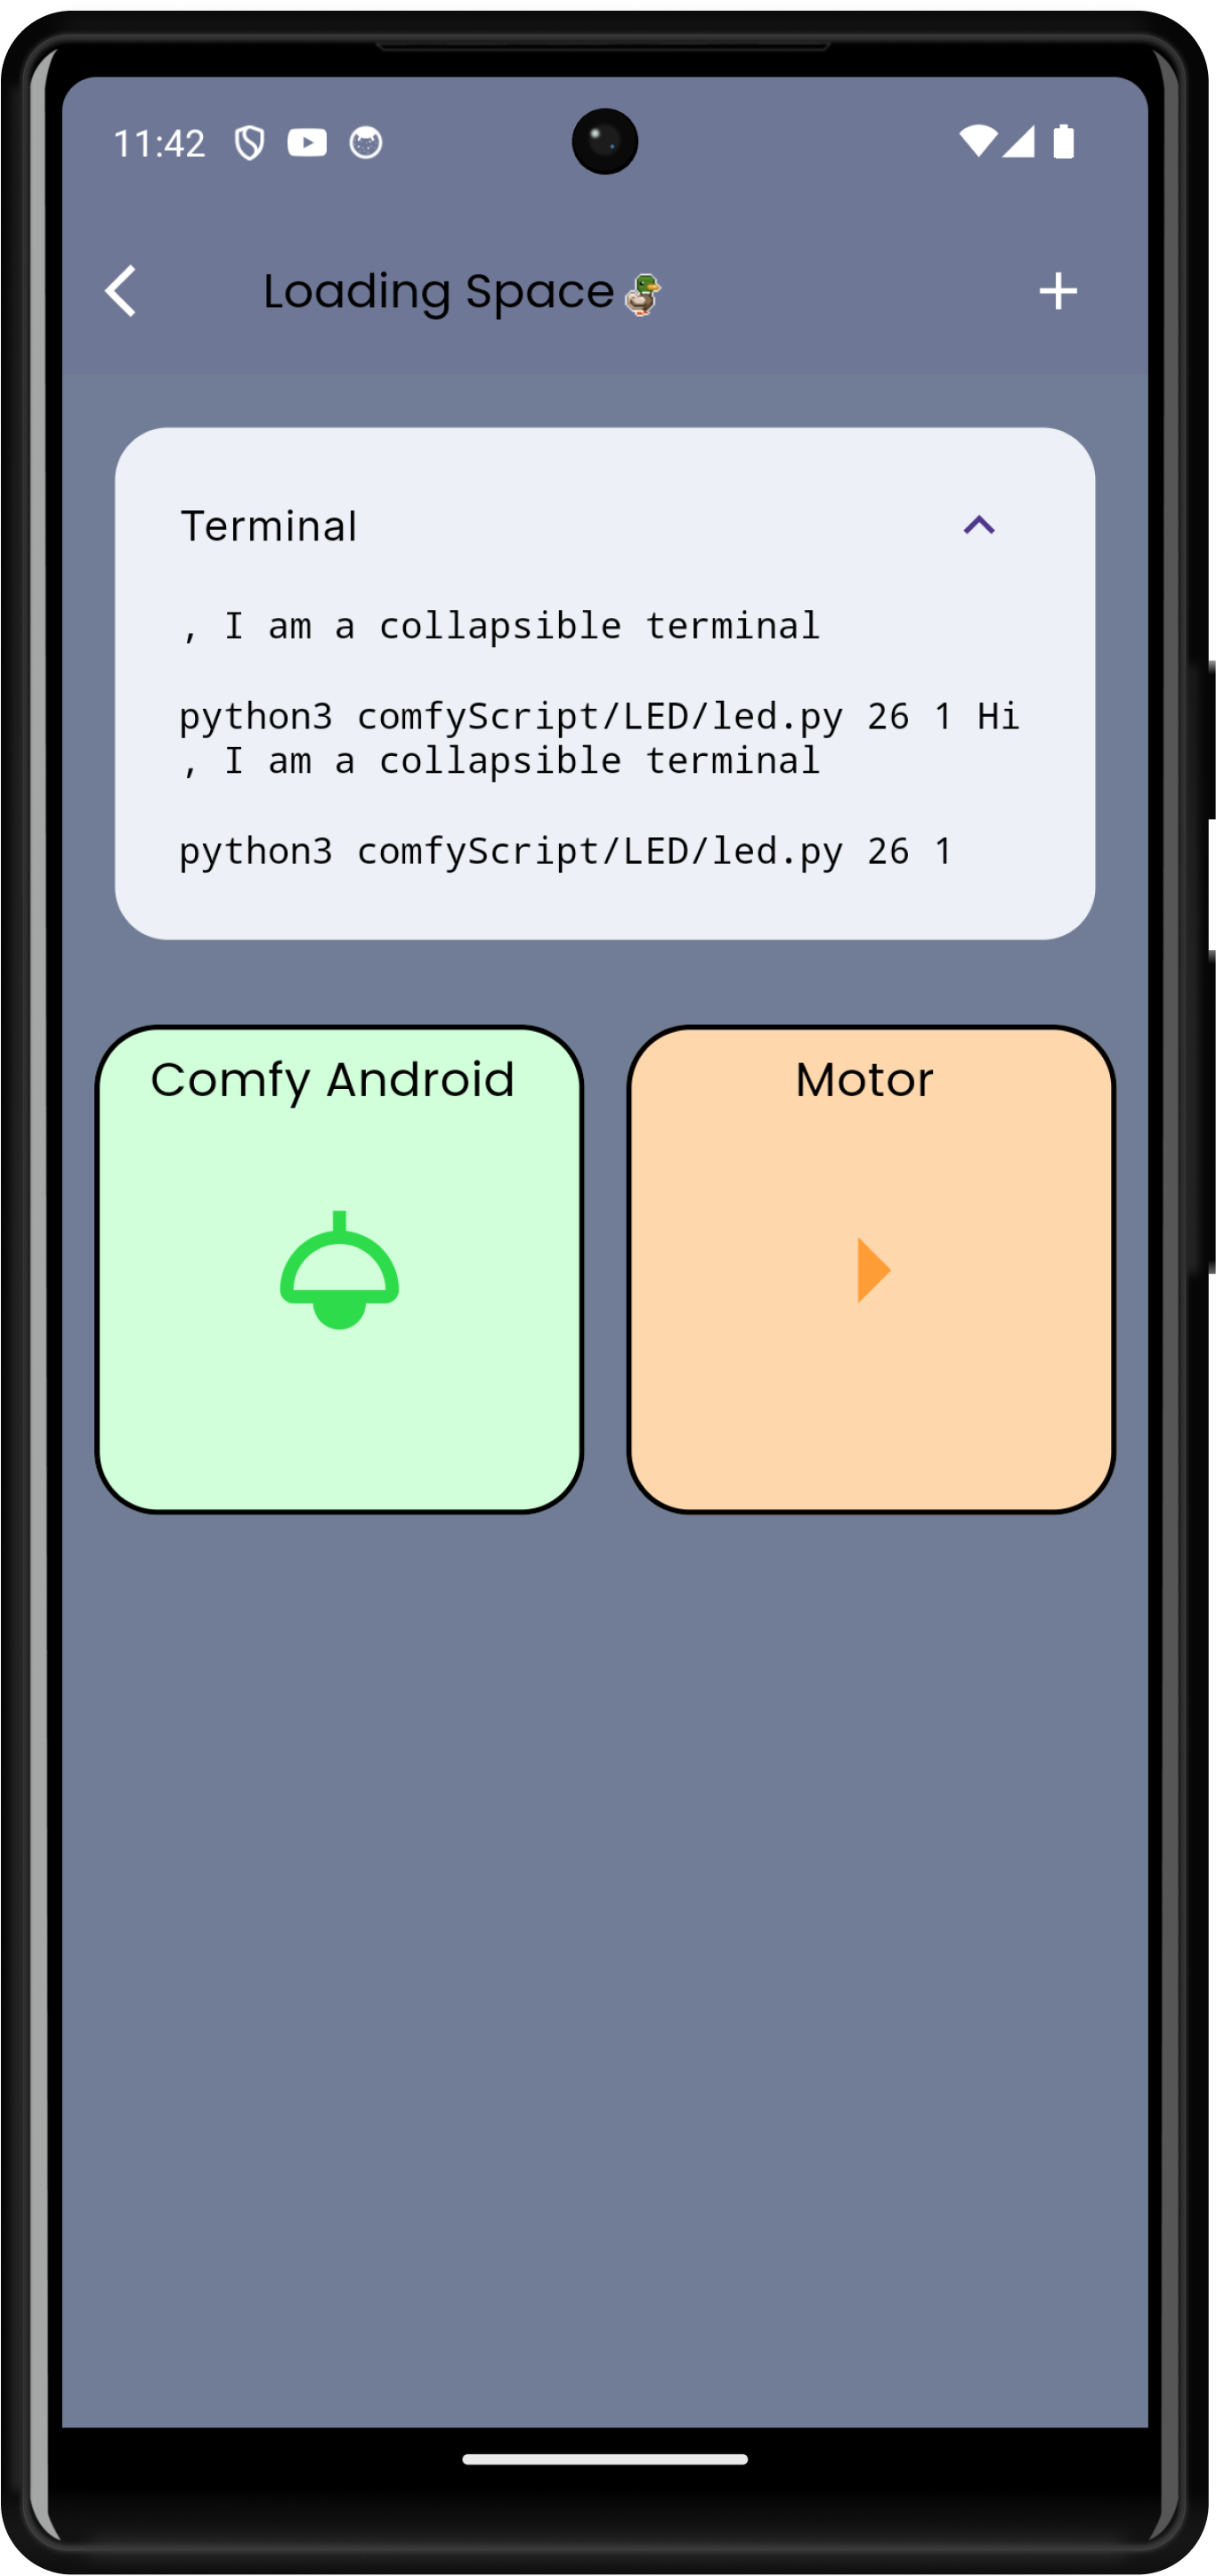 11:42
Loading Space🦆
Terminal
, I am a collapsible terminal
python3 comfyScript/LED/led.py 26 1 Hi
, I am a collapsible terminal
python3 comfyScript/LED/led.py 26 1
Comfy Android
Motor